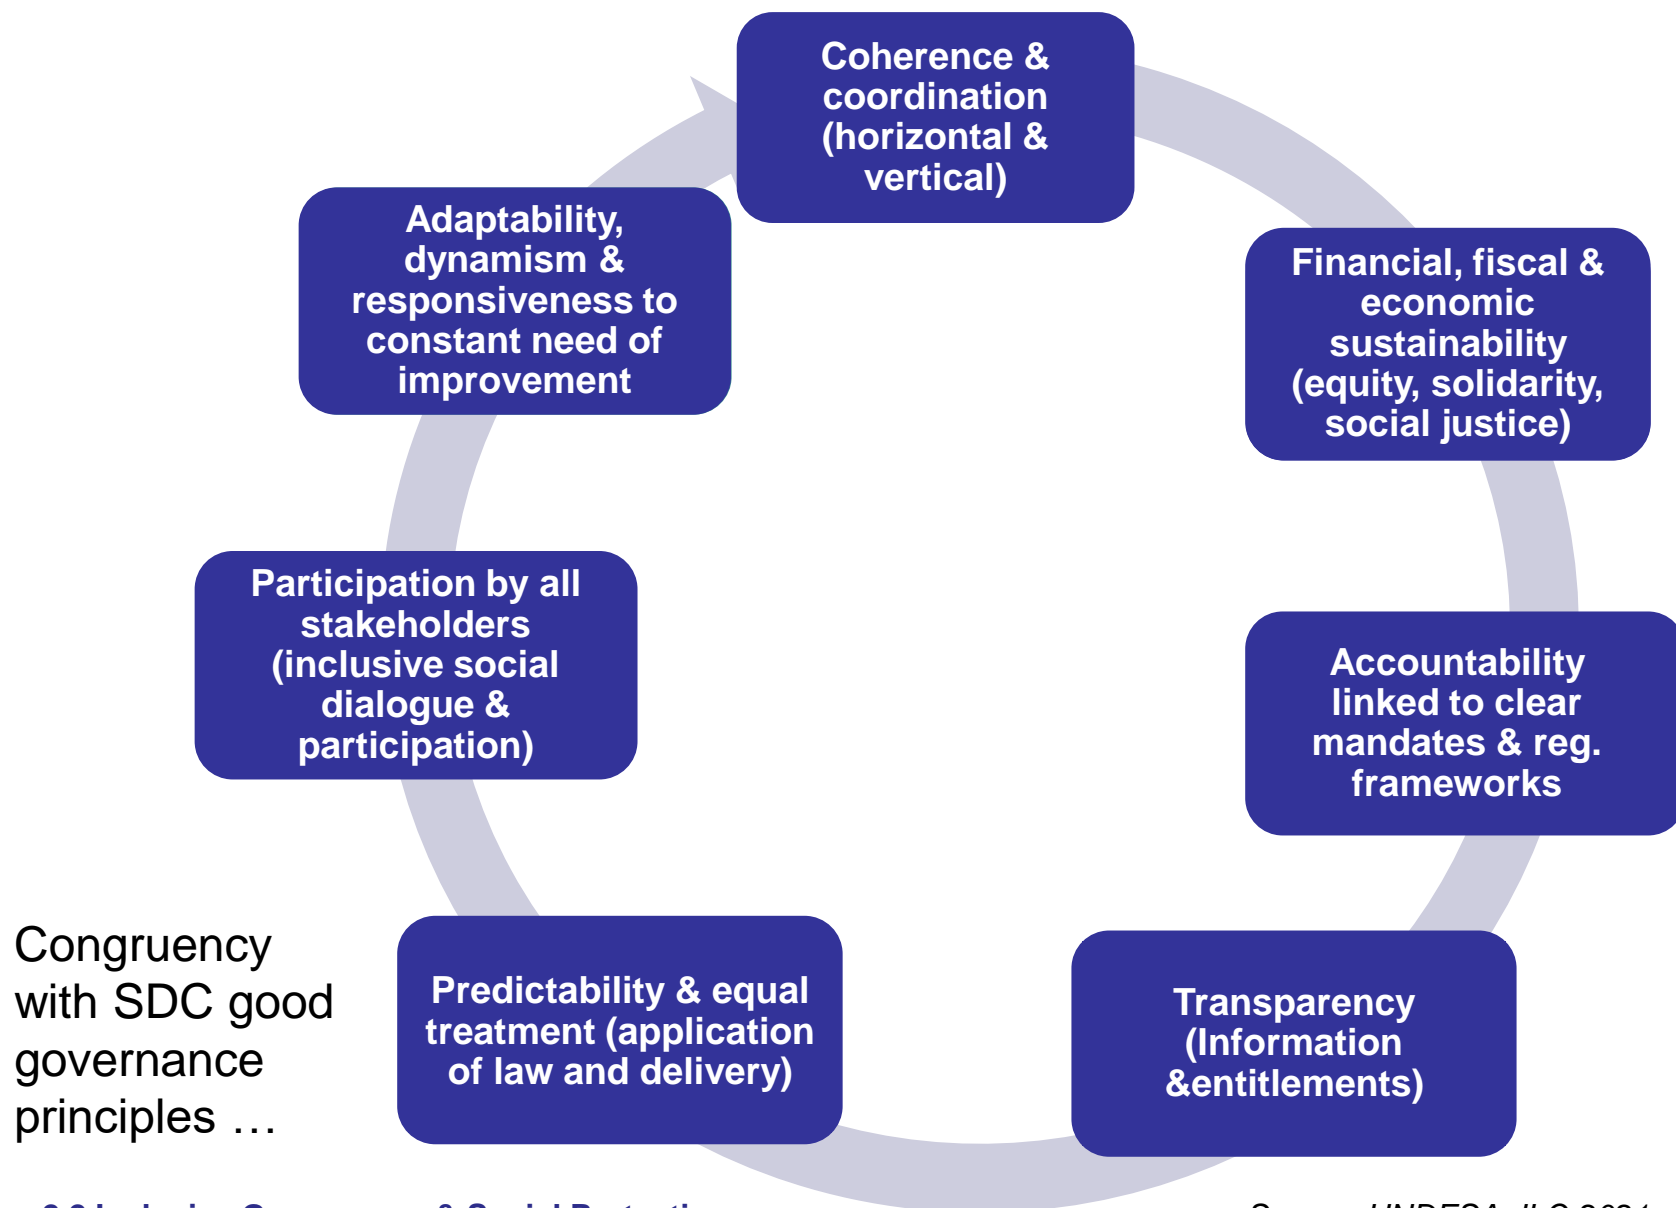 Coherence &
coordination
(horizontal &
vertical)
Financial, fiscal &
economic
sustainability
(equity, solidarity,
social justice)
Accountability
linked to clear
mandates & reg.
frameworks
Transparency
(Information
&entitlements)
Predictability & equal
treatment (application
of law and delivery)
Participation by all
stakeholders
(inclusive social
dialogue &
participation)
Adaptability,
dynamism &
responsiveness to
constant need of
improvement
Congruency
with SDC good
governance
principles …
& Social